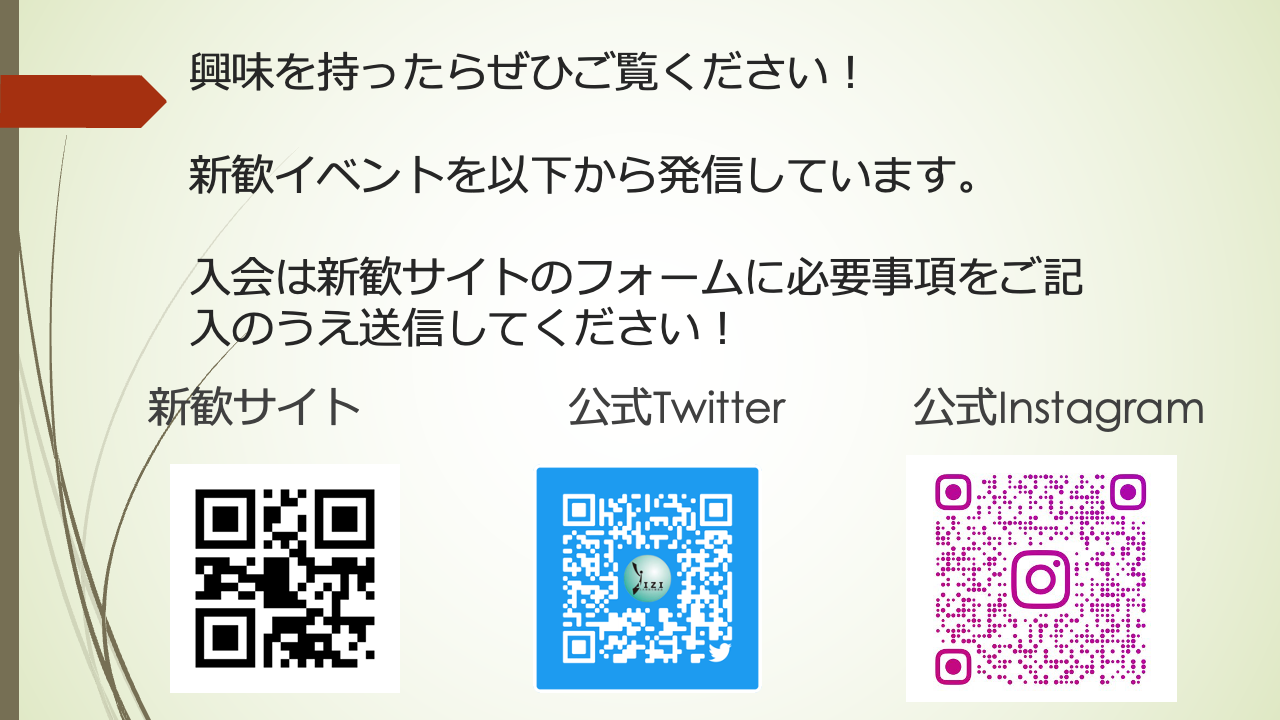 興味を持ったらぜひご覧ください！
新歓イベントを以下から発信しています。
入会は新歓サイトのフォームに必要事項をご記
入のうえ送信してください！
新歓サイト
公式Twitter
公式Instagram
IZI